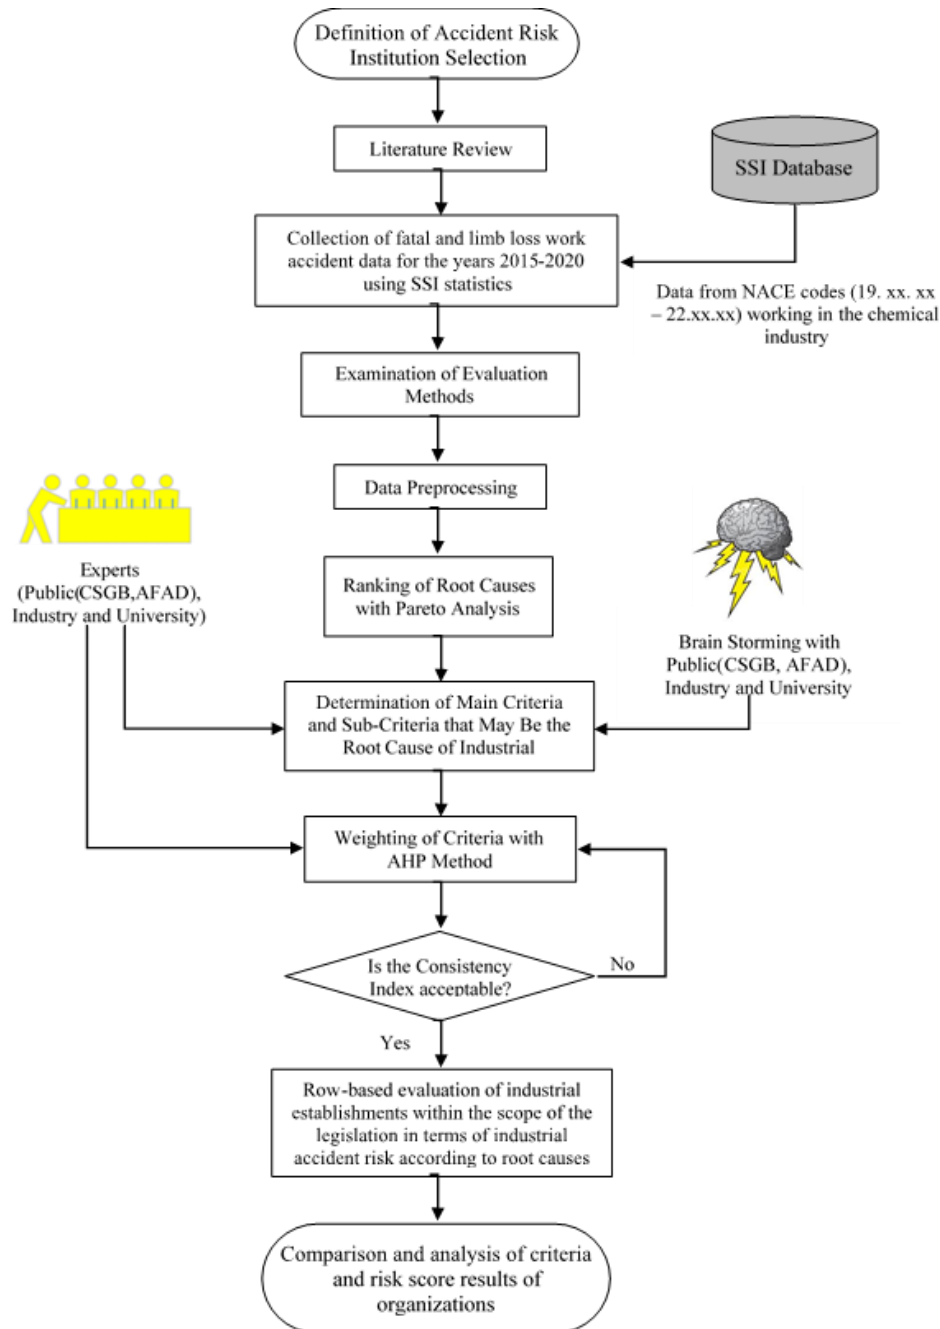 Definition of Accident Risk
Institution Selection
Literature Review
SSI Database
Collection of fatal and limb loss work
accident data for the years 2015-2020
using SSI statistics
Data from NACE codes (19. xx. xx
– 22.xx.xx) working in the chemical
industry
Examination of Evaluation
Methods
Data Preprocessing
Experts
(Public(CSGB,AFAD),
Industry and University)
Ranking of Root Causes
with Pareto Analysis
Brain Storming with
Public(CSGB, AFAD),
Industry and University
Determination of Main Criteria
and Sub-Criteria that May Be the
Root Cause of Industrial
Weighting of Criteria with
AHP Method
Is the Consistency
Index acceptable?
No
Yes
Row-based evaluation of industrial
establishments within the scope of the
legislation in terms of industrial
accident risk according to root causes
Comparison and analysis of criteria
and risk score results of
organizations